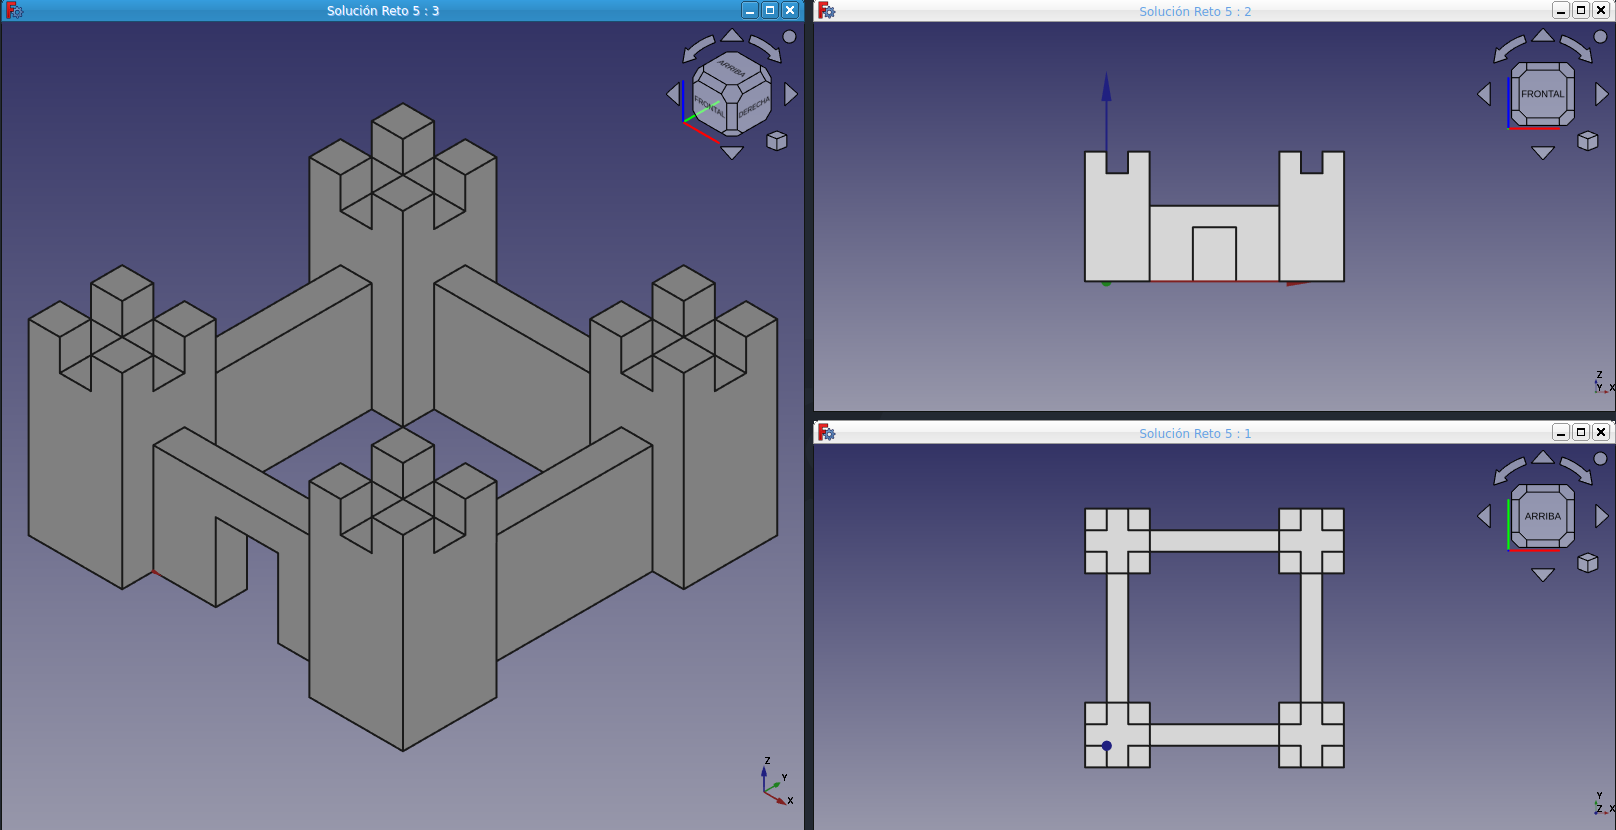 Solución Reto 5 : 3
ARRIBA
FRONTAL
DERECHA
Z
Y
X
Solución Reto 5 : 2
FRONTAL
Z
Y
X
Solución Reto 5 : 1
ARRIBA
Y
Z
X